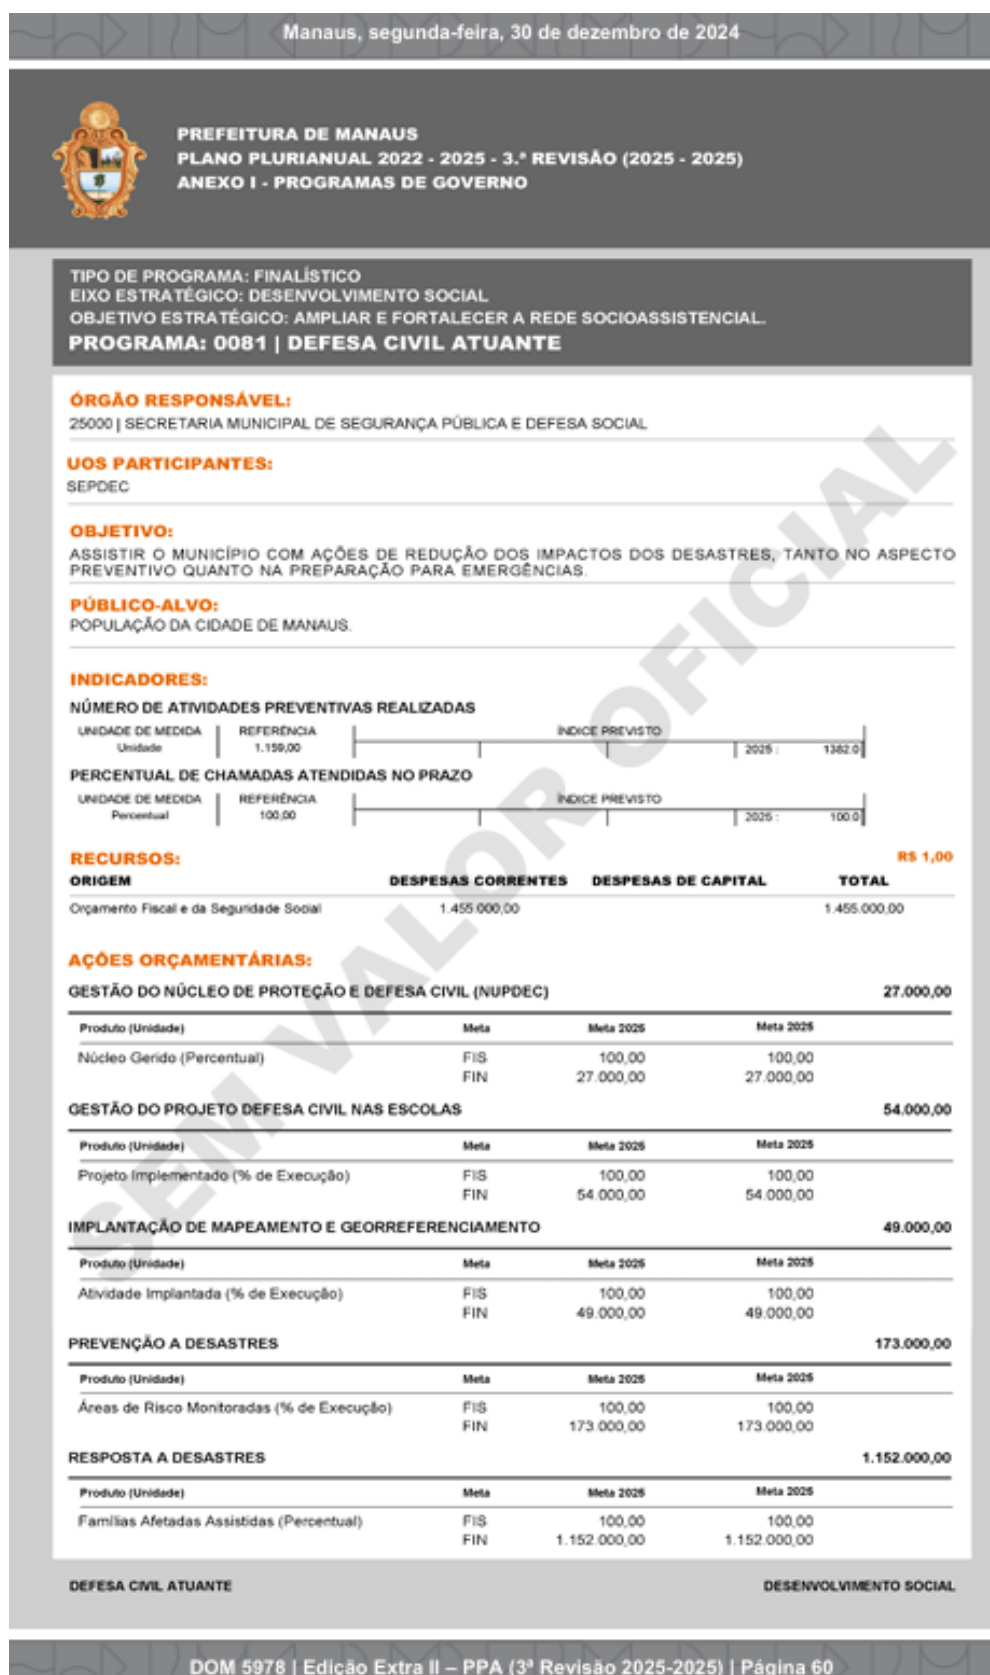 Manaus, segunda-feira, 30 de dezembro de 2024
PREFEITURA DE MANAUS
PLANO PLURIANUAL 2022 - 2025 - 3.ª REVISÃO (2025 - 2025)
ANEXO I - PROGRAMAS DE GOVERNO
TIPO DE PROGRAMA: FINALÍSTICO
EIXO ESTRATÉGICO: DESENVOLVIMENTO SOCIAL
OBJETIVO ESTRATÉGICO: AMPLIAR E FORTALECER A REDE SOCIOASSISTENCIAL.
PROGRAMA: 0081 | DEFESA CIVIL ATUANTE
ÓRGÃO RESPONSÁVEL:
25000 | SECRETARIA MUNICIPAL DE SEGURANÇA PÚBLICA E DEFESA SOCIAL
UOS PARTICIPANTES:
SEPDEC
OBJETIVO:
ASSISTIR O MUNICÍPIO COM AÇÕES DE REDUÇÃO DOS IMPACTOS DOS DESASTRES, TANTO NO ASPECTO
PREVENTIVO QUANTO NA PREPARAÇÃO PARA EMERGÊNCIAS.
PÚBLICO-ALVO:
POPULAÇÃO DA CIDADE DE MANAUS.
INDICADORES:
NÚMERO DE ATIVIDADES PREVENTIVAS REALIZADAS
UNIDADE DE MEDIDA REFERÊNCIA ÍNDICE PREVISTO
Unidade 1.159,00 2025 : 1382.0
PERCENTUAL DE CHAMADAS ATENDIDAS NO PRAZO
UNIDADE DE MEDIDA REFERÊNCIA ÍNDICE PREVISTO
Percentual 100,00 2025 : 100.0
RECURSOS: R$ 1,00
ORIGEM DESPESAS CORRENTES DESPESAS DE CAPITAL TOTAL
Orçamento Fiscal e da Seguridade Social 1.455.000,00 1.455.000,00
AÇÕES ORÇAMENTÁRIAS:
GESTÃO DO NÚCLEO DE PROTEÇÃO E DEFESA CIVIL (NUPDEC) 27.000,00
Produto (Unidade) Meta Meta 2025 Meta 2025
Núcleo Gerido (Percentual) FIS 100,00 100,00
FIN 27.000,00 27.000,00
GESTÃO DO PROJETO DEFESA CIVIL NAS ESCOLAS 54.000,00
Produto (Unidade) Meta Meta 2025 Meta 2025
Projeto Implementado (% de Execução) FIS 100,00 100,00
FIN 54.000,00 54.000,00
IMPLANTAÇÃO DE MAPEAMENTO E GEORREFERENCIAMENTO 49.000,00
Produto (Unidade) Meta Meta 2025 Meta 2025
Atividade Implantada (% de Execução) FIS 100,00 100,00
FIN 49.000,00 49.000,00
PREVENÇÃO A DESASTRES 173.000,00
Produto (Unidade) Meta Meta 2025 Meta 2025
Áreas de Risco Monitoradas (% de Execução) FIS 100,00 100,00
FIN 173.000,00 173.000,00
RESPOSTA A DESASTRES 1.152.000,00
Produto (Unidade) Meta Meta 2025 Meta 2025
Famílias Afetadas Assistidas (Percentual) FIS 100,00 100,00
FIN 1.152.000,00 1.152.000,00
SEM VALOR OFICIAL
DEFESA CIVIL ATUANTE DESENVOLVIMENTO SOCIAL
DOM 5978 | Edição Extra II – PPA (3ª Revisão 2025-2025) | Página 60